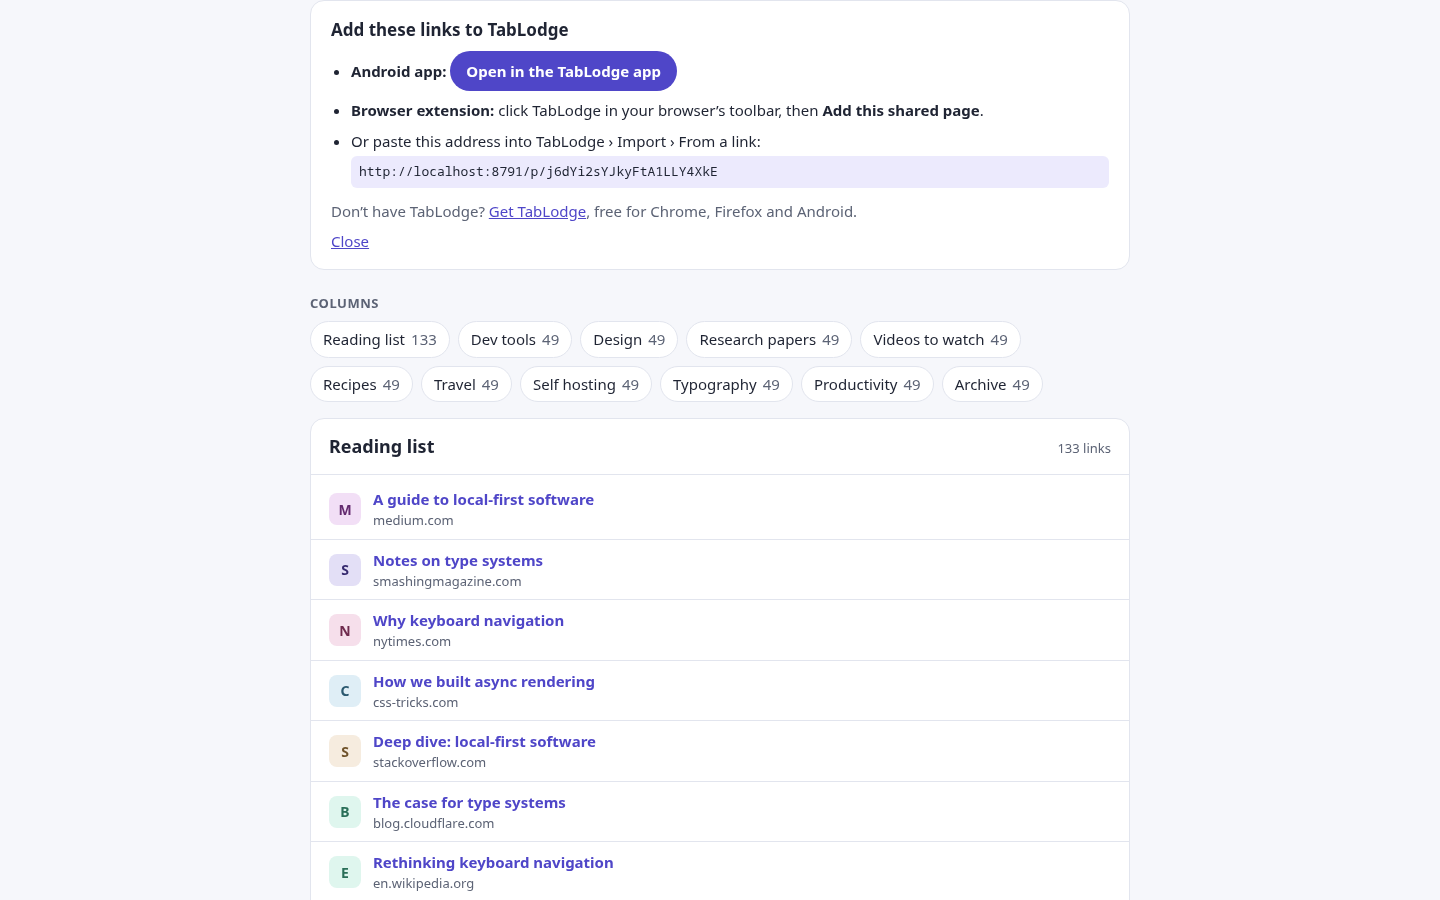 Add these links to TabLodge
Android app: Open in the TabLodge app
Browser extension: click TabLodge in your browser’s toolbar, then Add this shared page.
Or paste this address into TabLodge › Import › From a link:
http://localhost:8791/p/j6dYi2sYJkyFtA1LLY4XkE
Don’t have TabLodge? Get TabLodge, free for Chrome, Firefox and Android.
Close
COLUMNS
Reading list 133 Dev tools 49 Design 49 Research papers 49 Videos to watch 49
Recipes 49 Travel 49 Self hosting 49 Typography 49 Productivity 49 Archive 49
Reading list 133 links
M
A guide to local-first software
medium.com
S
Notes on type systems
smashingmagazine.com
N
Why keyboard navigation
nytimes.com
C
How we built async rendering
css-tricks.com
S
Deep dive: local-first software
stackoverflow.com
B
The case for type systems
blog.cloudflare.com
E
Rethinking keyboard navigation
en.wikipedia.org